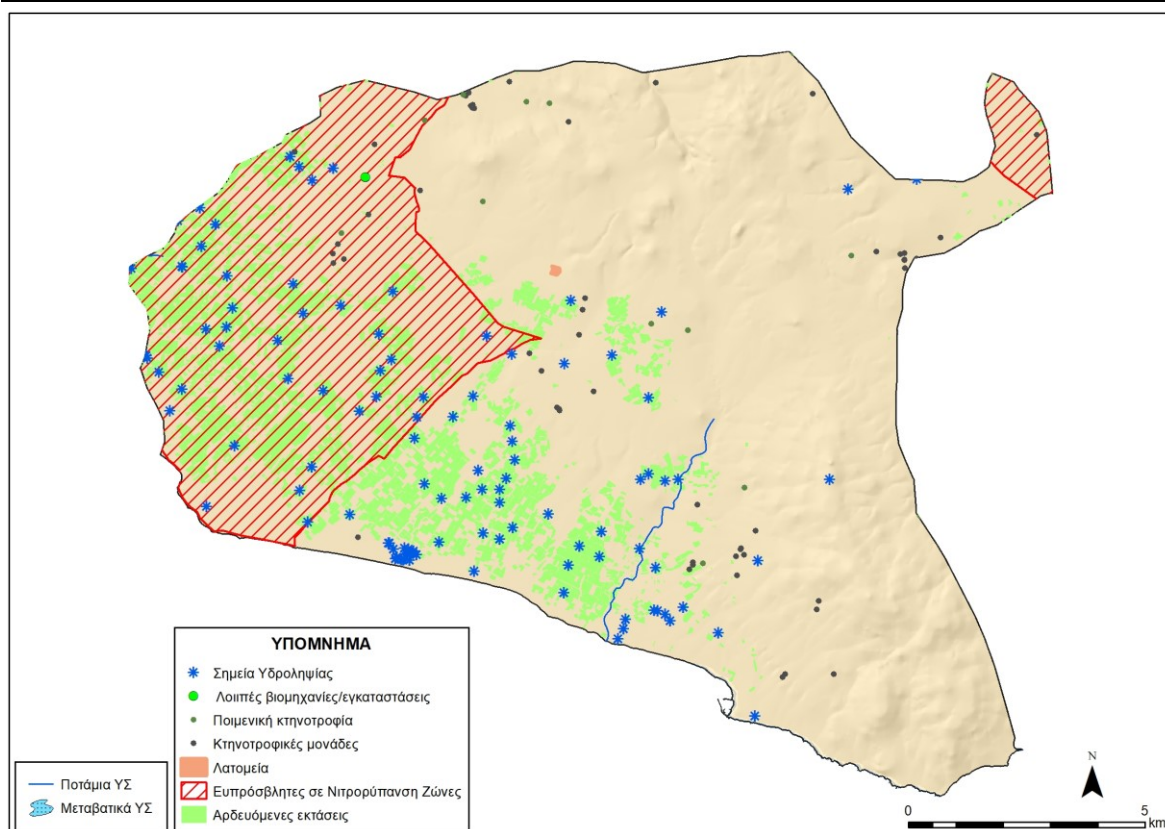 N
ΥΠΟΜΝΗΜΑ
Σημεία Υδροληψίας
Λοιπές βιομηχανίες/εγκαταστάσεις
Ποιμενική κτηνοτροφία
Κτηνοτροφικές μονάδες
Λατομεία
Ευπρόσβλητες σε Νιτρορύπανση Ζώνες
Αρδευόμενες εκτάσεις
Ποτάμια ΥΣ
Μεταβατικά ΥΣ
0 5
km